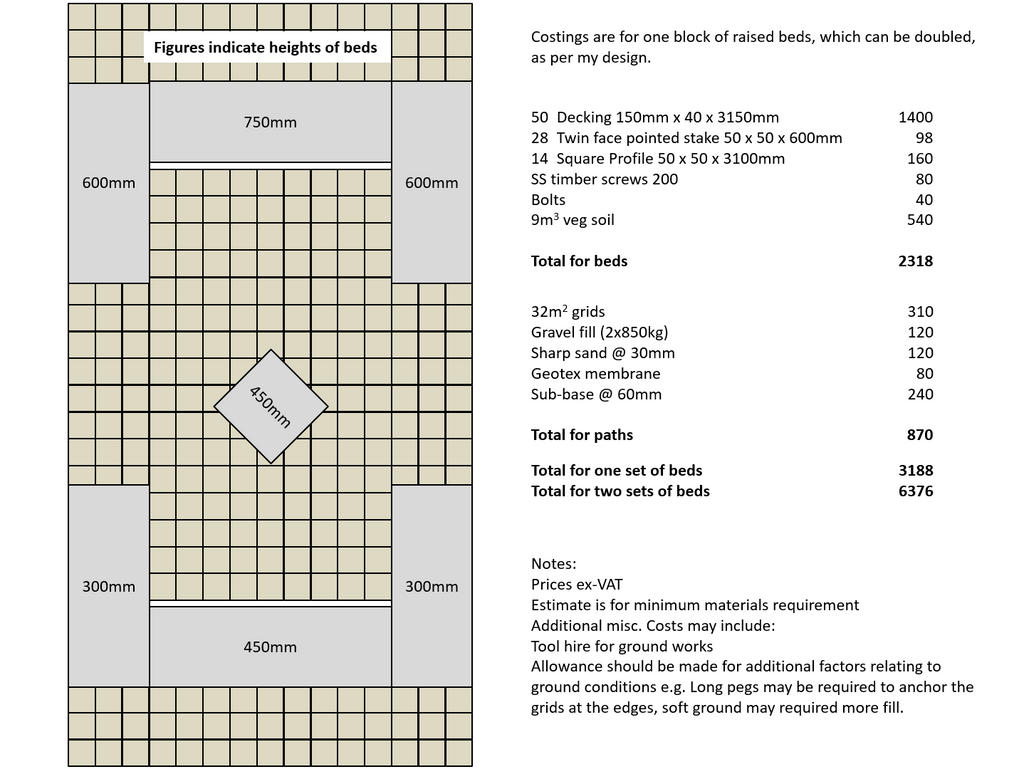 Figures indicate heights of beds
750mm
600mm
600mm
450mm
300mm
300mm
450mm
Costings are for one block of raised beds, which can be doubled,
as per my design.
50 Decking 150mm x 40 x 3150mm 1400
28 Twin face pointed stake 50 x 50 x 600mm 98
14 Square Profile 50 x 50 x 3100mm 160
SS timber screws 200 80
Bolts 40
9m³ veg soil 540
Total for beds 2318
32m² grids 310
Gravel fill (2x850kg) 120
Sharp sand @ 30mm 120
Geotex membrane 80
Sub-base @ 60mm 240
Total for paths 870
Total for one set of beds 3188
Total for two sets of beds 6376
Notes:
Prices ex-VAT
Estimate is for minimum materials requirement
Additional misc. Costs may include:
Tool hire for ground works
Allowance should be made for additional factors relating to
ground conditions e.g. Long pegs may be required to anchor the
grids at the edges, soft ground may required more fill.